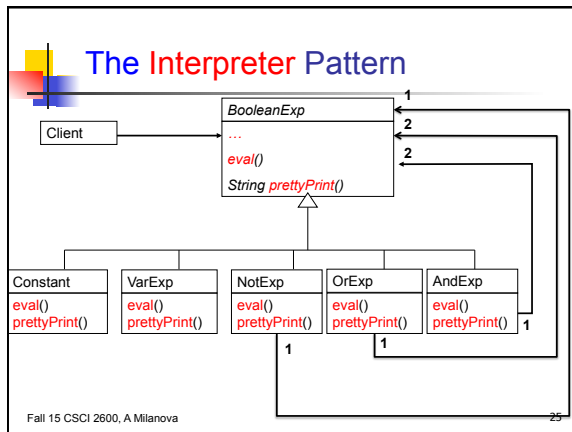 The Interpreter Pattern
1
BooleanExp
2
Client
…
2
eval()
String prettyPrint()
Constant
VarExp
NotExp
OrExp
AndExp
eval()
eval()
eval()
eval()
eval()
prettyPrint()
prettyPrint()
prettyPrint()
prettyPrint()
prettyPrint()
1
1
1
Fall 15 CSCI 2600, A Milanova
25